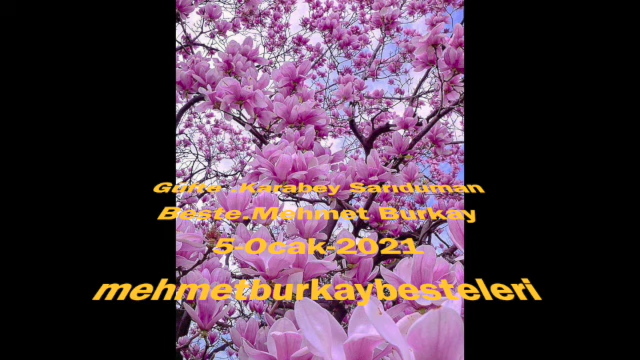 Güfte .Karabey Sarıduman
Beste.Mehmet Burkay
5-Ocak-2021
mehmetburkaybesteleri